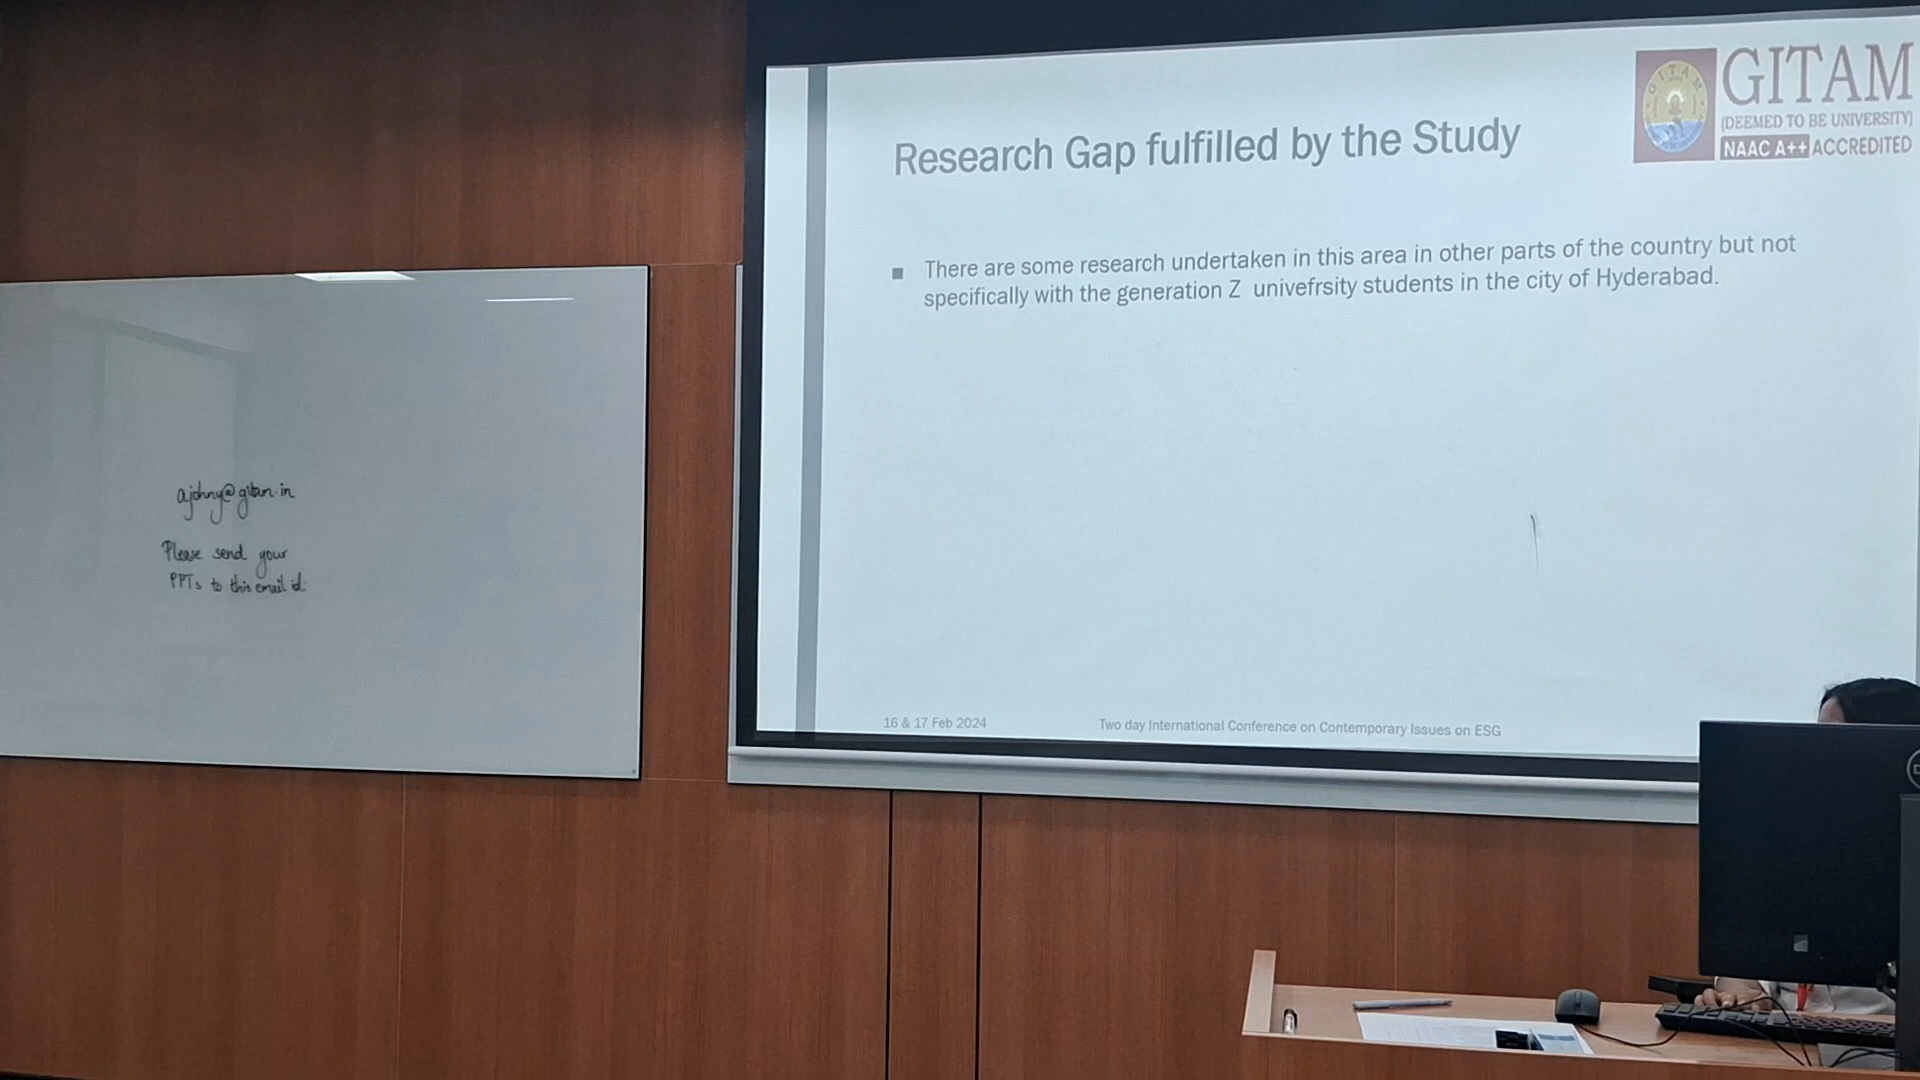 ajohny@gitam.in
Please send your
PPTs to this email id
GITAM
(DEEMED TO BE UNIVERSITY)
NAAC A++ ACCREDITED
Research Gap fulfilled by the Study
There are some research undertaken in this area in other parts of the country but not
specifically with the generation Z univefrsity students in the city of Hyderabad.
16 & 17 Feb 2024
Two day International Conference on Contemporary Issues on ESG